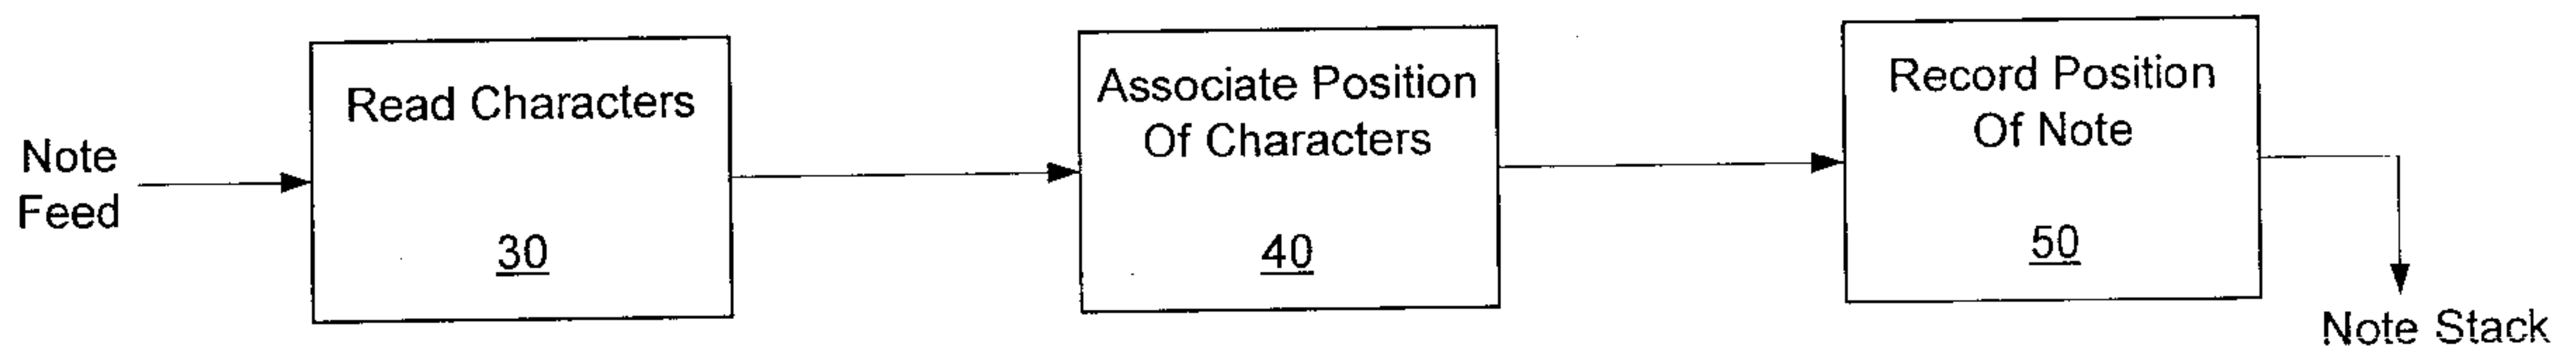 Note
Feed
Read Characters
30
Associate Position
Of Characters
40
Record Position
Of Note
50
Note Stack